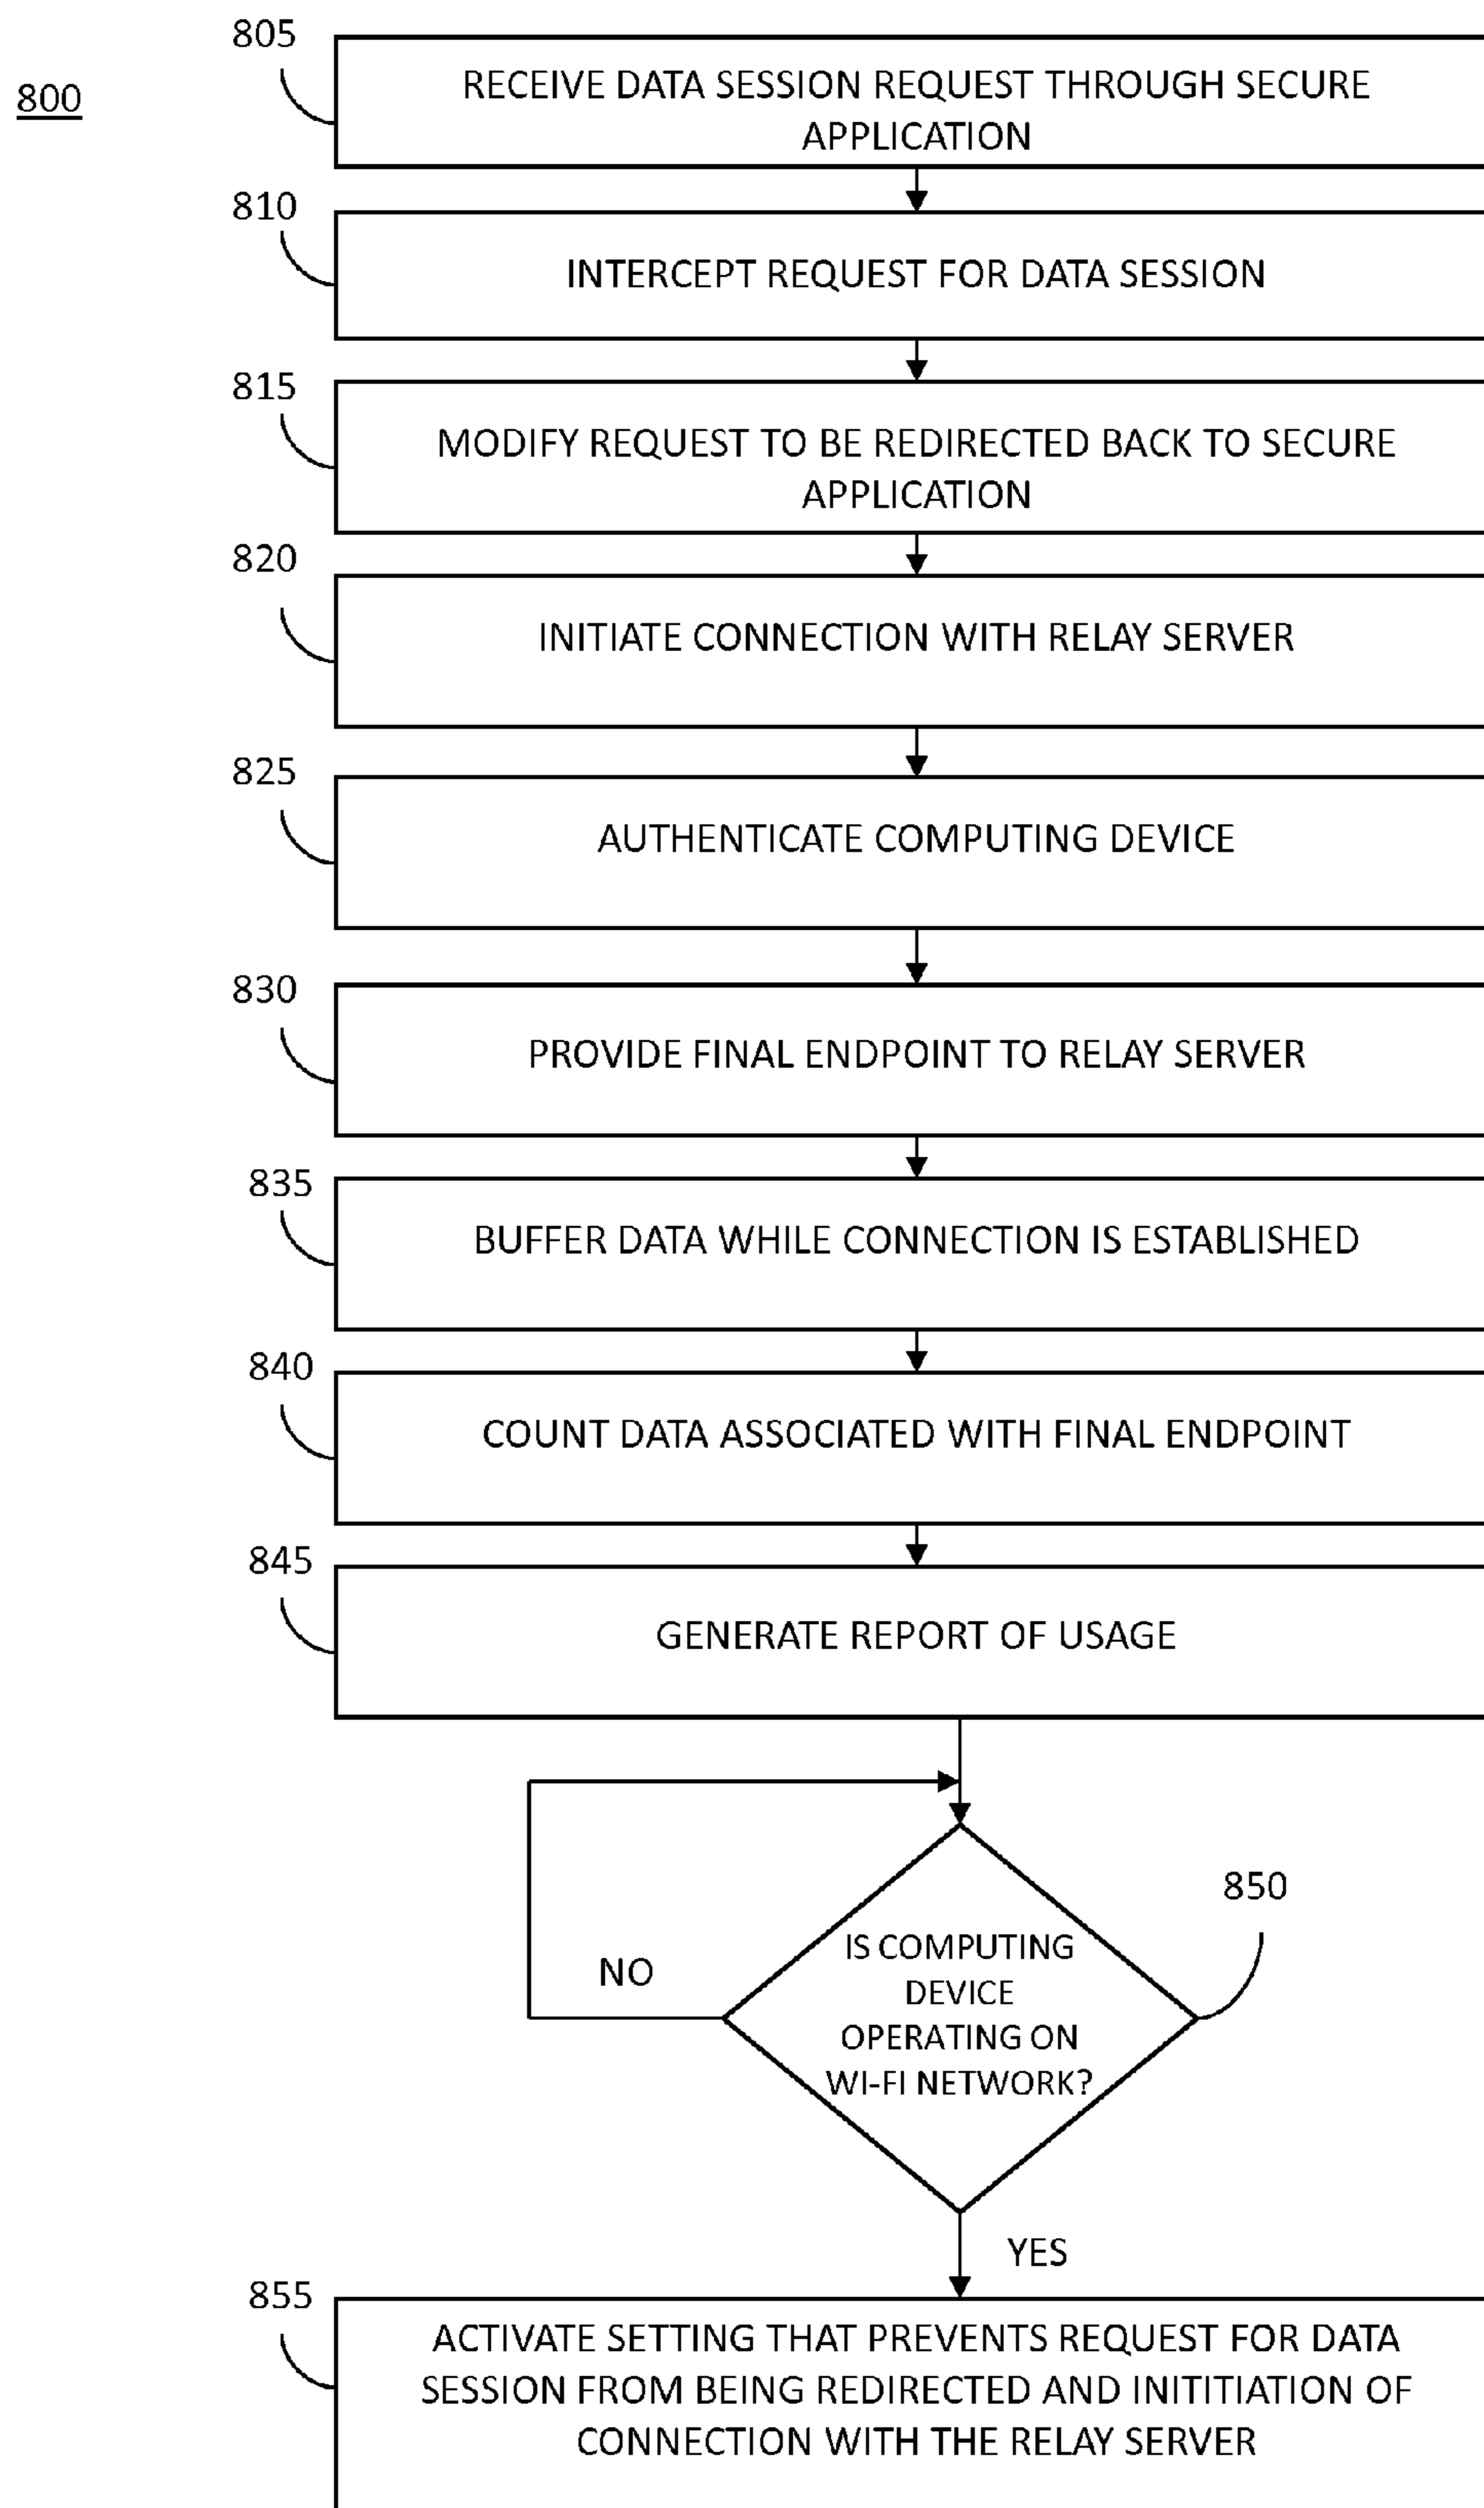 805
800
RECEIVE DATA SESSION REQUEST THROUGH SECURE
APPLICATION
810
INTERCEPT REQUEST FOR DATA SESSION
815
MODIFY REQUEST TO BE REDIRECTED BACK TO SECURE
APPLICATION
820
INITIATE CONNECTION WITH RELAY SERVER
825
AUTHENTICATE COMPUTING DEVICE
830
PROVIDE FINAL ENDPOINT TO RELAY SERVER
835
BUFFER DATA WHILE CONNECTION IS ESTABLISHED
840
COUNT DATA ASSOCIATED WITH FINAL ENDPOINT
845
GENERATE REPORT OF USAGE
850
IS COMPUTING
DEVICE
OPERATING ON
WI-FI NETWORK?
NO
YES
855
ACTIVATE SETTING THAT PREVENTS REQUEST FOR DATA
SESSION FROM BEING REDIRECTED AND INITITIATION OF
CONNECTION WITH THE RELAY SERVER